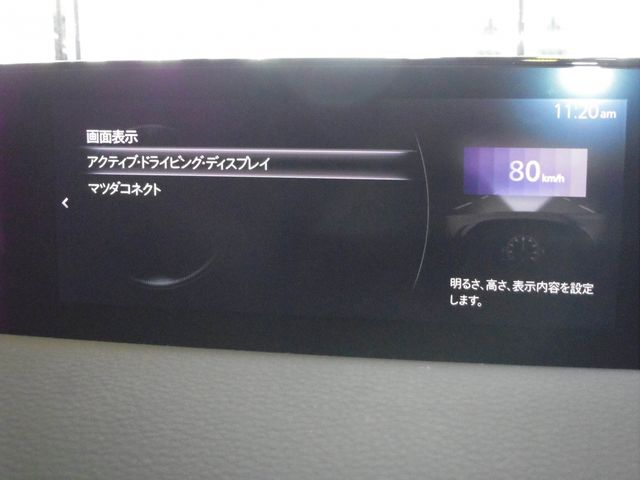 11:20am
画面表示
アクティブ・ドライビング・ディスプレイ
マツダコネクト
80km/h
明るさ、高さ、表示内容を設定
します。